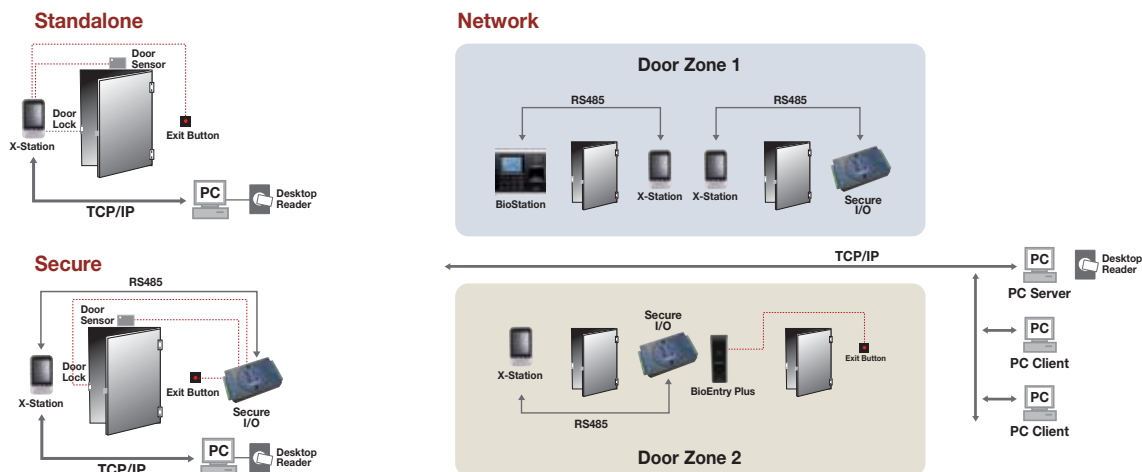 Standalone
Door
Sensor
Door
Lock
X-Station
Exit Button
PC
Desktop
Reader
TCP/IP
Secure
RS485
Door
Sensor
Door
Lock
X-Station
Exit Button
Secure
I/O
PC
Desktop
Reader
TCP/IP
Network
Door Zone 1
RS485
RS485
BioStation
X-Station
X-Station
Secure
I/O
TCP/IP
PC
Desktop
Reader
PC Server
PC
PC Client
PC
PC Client
Secure
I/O
X-Station
BioEntry Plus
Exit Button
RS485
Door Zone 2